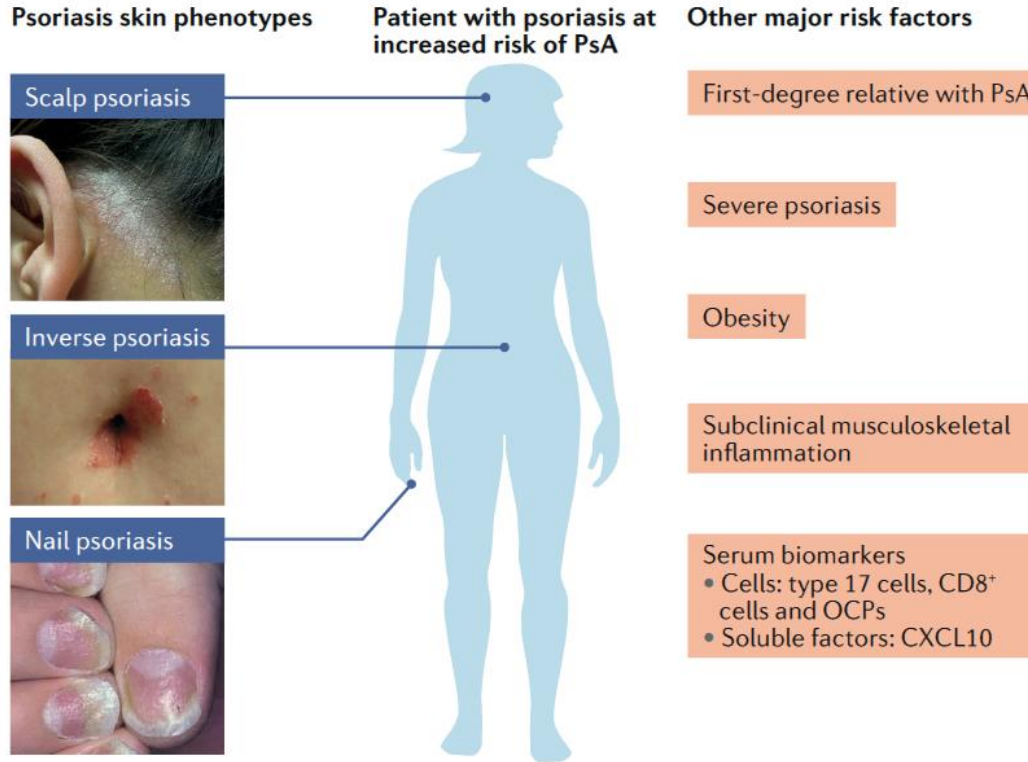 Psoriasis skin phenotypes
Patient with psoriasis at
increased risk of PsA
Other major risk factors
Scalp psoriasis
Inverse psoriasis
Nail psoriasis
First-degree relative with PsA
Severe psoriasis
Obesity
Subclinical musculoskeletal
inflammation
Serum biomarkers
• Cells: type 17 cells, CD8⁺
cells and OCPs
• Soluble factors: CXCL10